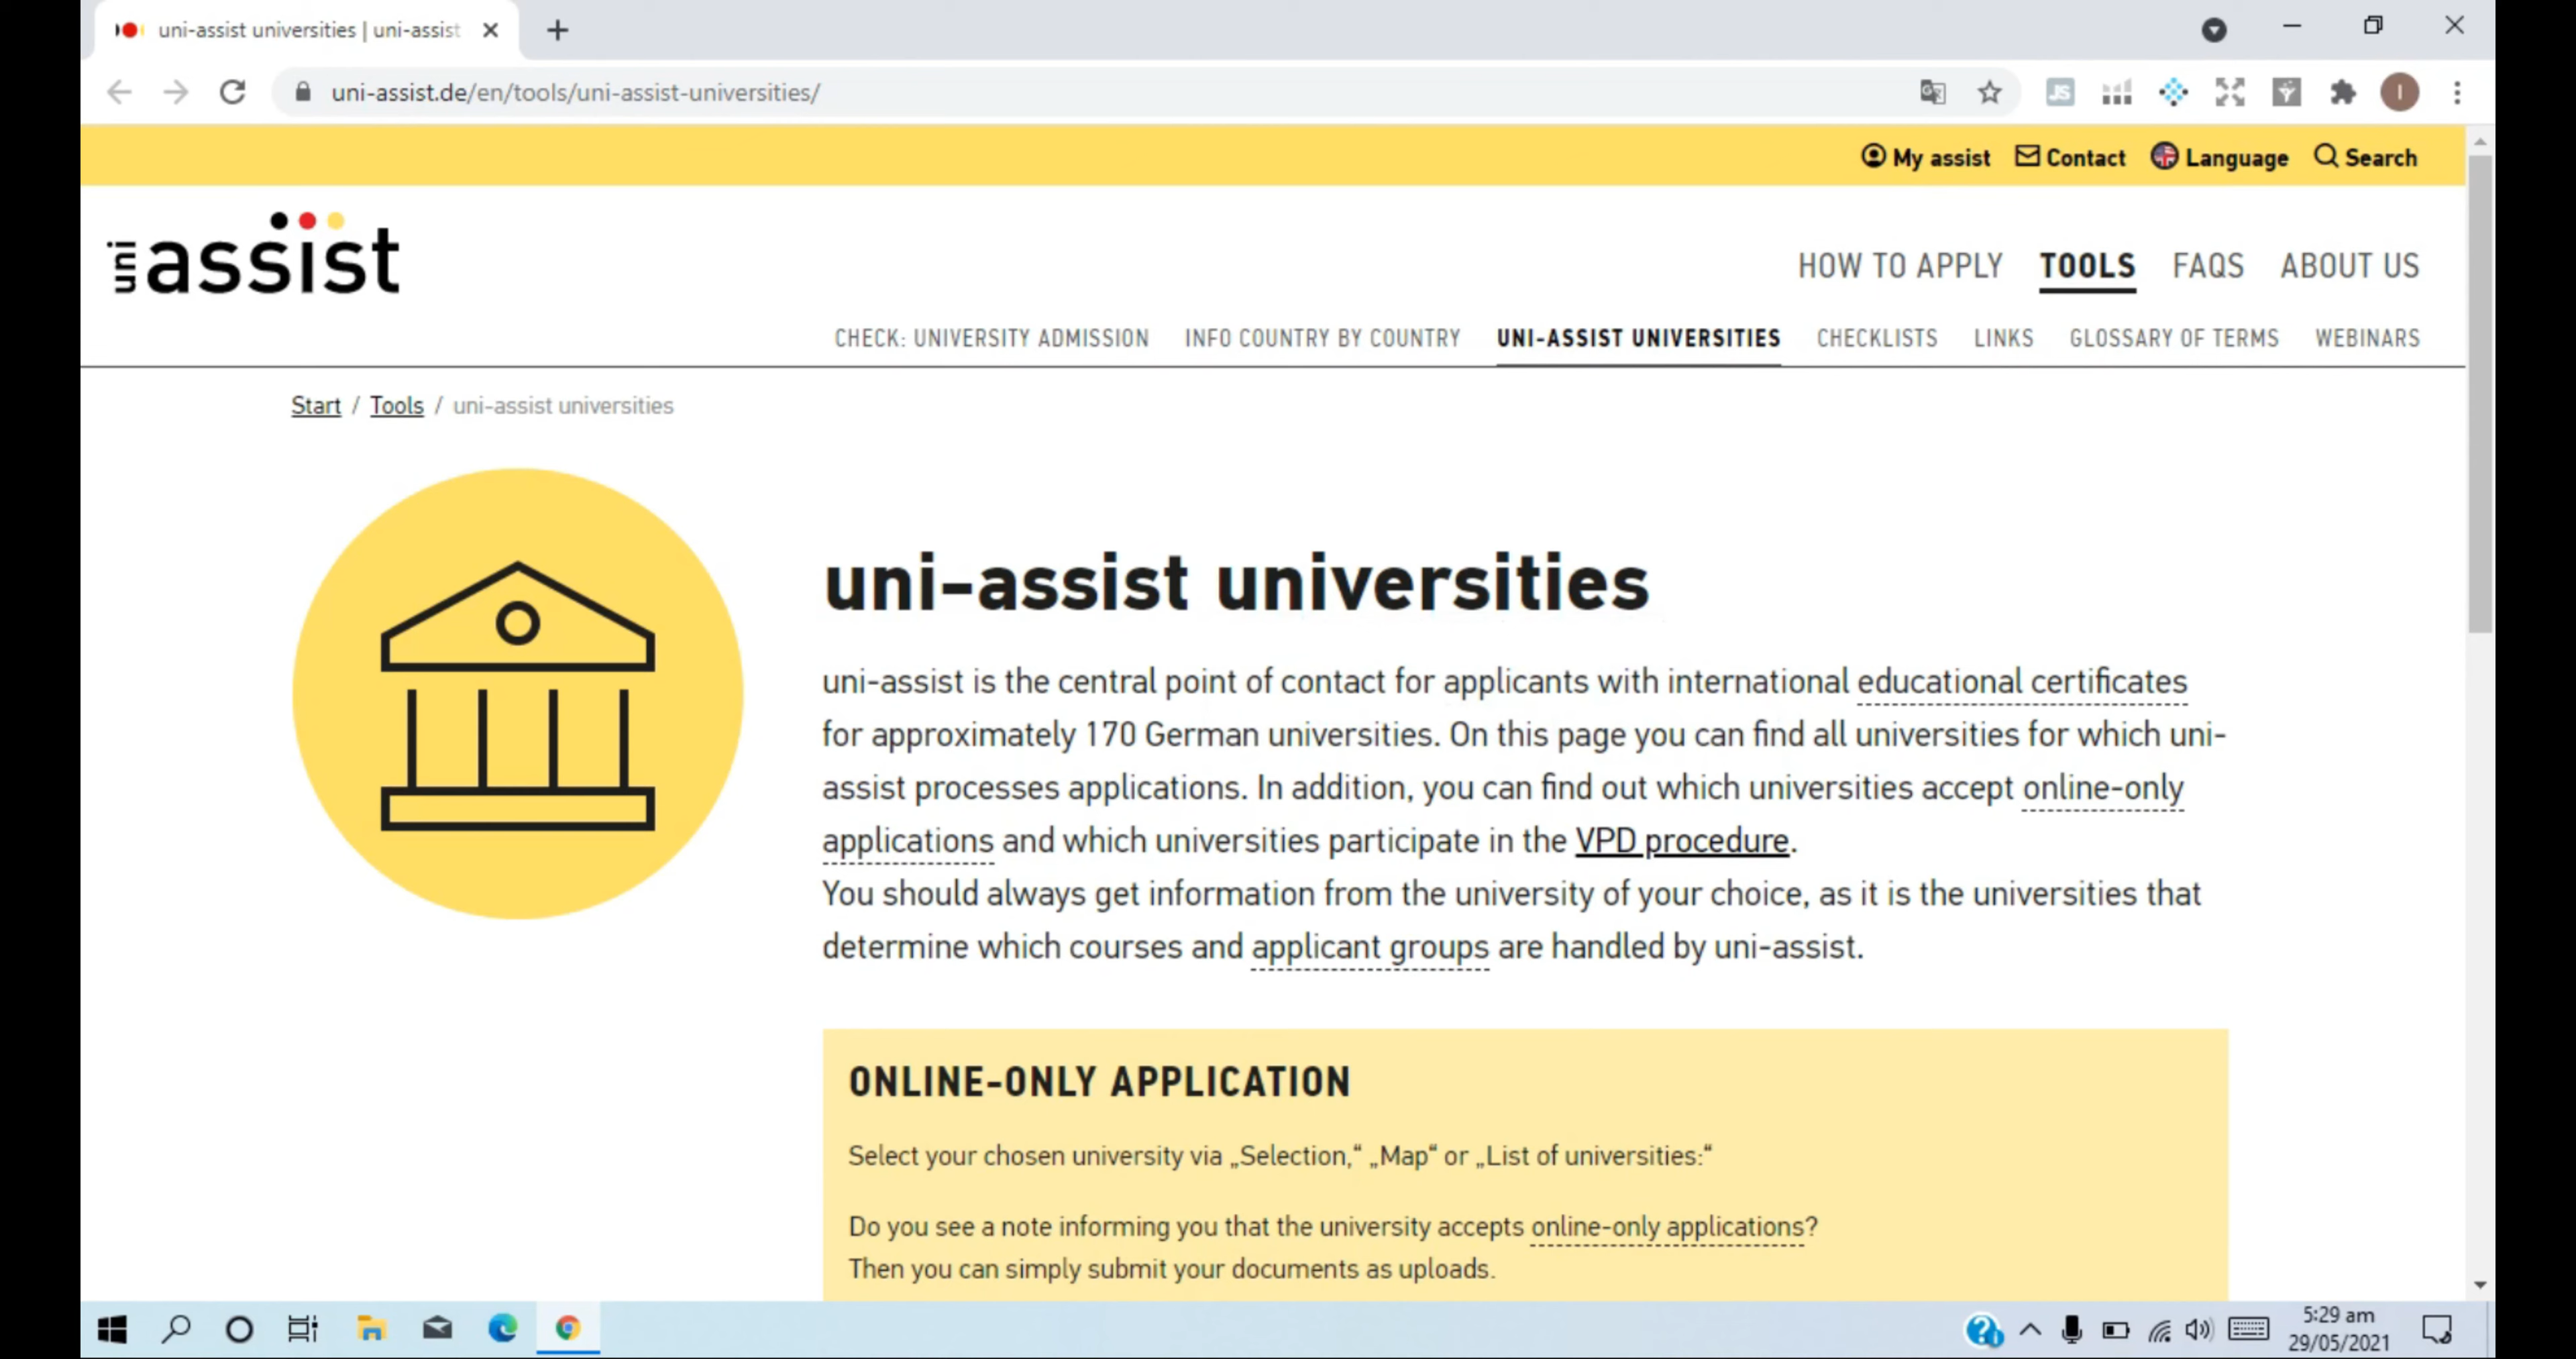 uni-assist universities | uni-assist
uni-assist.de/en/tools/uni-assist-universities/
JS
I
My assist Contact Language Search
uni assist
HOW TO APPLY TOOLS FAQS ABOUT US
CHECK: UNIVERSITY ADMISSION INFO COUNTRY BY COUNTRY UNI-ASSIST UNIVERSITIES CHECKLISTS LINKS GLOSSARY OF TERMS WEBINARS
Start / Tools / uni-assist universities
uni-assist universities
uni-assist is the central point of contact for applicants with international educational certificates
for approximately 170 German universities. On this page you can find all universities for which uni-
assist processes applications. In addition, you can find out which universities accept online-only
applications and which universities participate in the VPD procedure.
You should always get information from the university of your choice, as it is the universities that
determine which courses and applicant groups are handled by uni-assist.
ONLINE-ONLY APPLICATION
Select your chosen university via „Selection,“ „Map“ or „List of universities:“
Do you see a note informing you that the university accepts online-only applications?
Then you can simply submit your documents as uploads.
5:29 am
29/05/2021